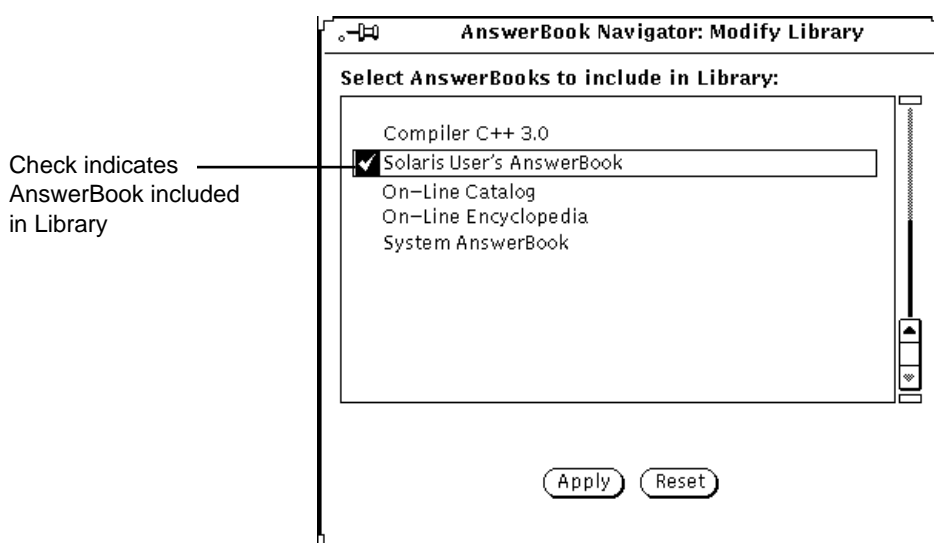 AnswerBook Navigator: Modify Library
Select AnswerBooks to include in Library:
Compiler C++ 3.0
Solaris User's AnswerBook
On-Line Catalog
On-Line Encyclopedia
System AnswerBook
Check indicates
AnswerBook included
in Library
Apply
Reset